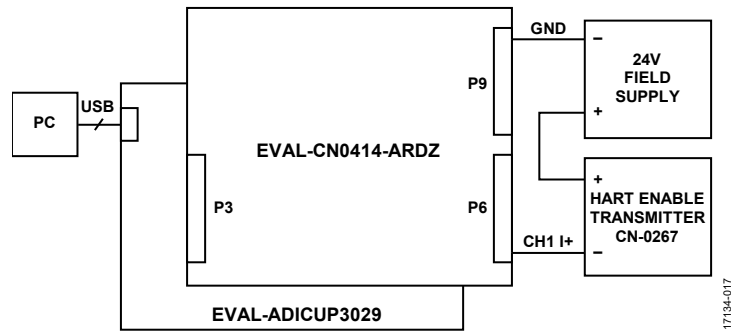 PC
USB
EVAL-CN0414-ARDZ
P3
P9
P6
GND
CH1 I+
–
24V
FIELD
SUPPLY
+
+
HART ENABLE
TRANSMITTER
CN-0267
–
EVAL-ADICUP3029
17134-017